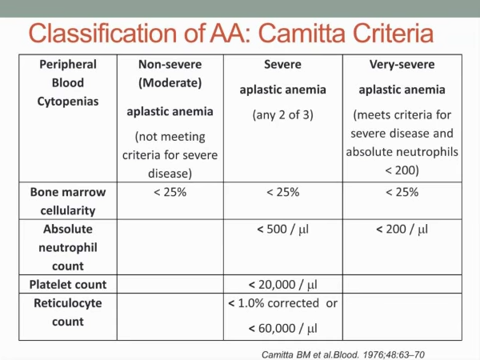 Classification of AA: Camitta Criteria
Peripheral Blood Cytopenias
Non-severe (Moderate)
aplastic anemia
(not meeting criteria for severe disease)
Severe
aplastic anemia
(any 2 of 3)
Very-severe
aplastic anemia
(meets criteria for severe disease and absolute neutrophils < 200)
Bone marrow cellularity
< 25%
< 25%
< 25%
Absolute neutrophil count
< 500 / μl
< 200 / μl
Platelet count
< 20,000 / μl
Reticulocyte count
< 1.0% corrected or
< 60,000 / μl
Camitta BM et al.Blood. 1976;48:63–70